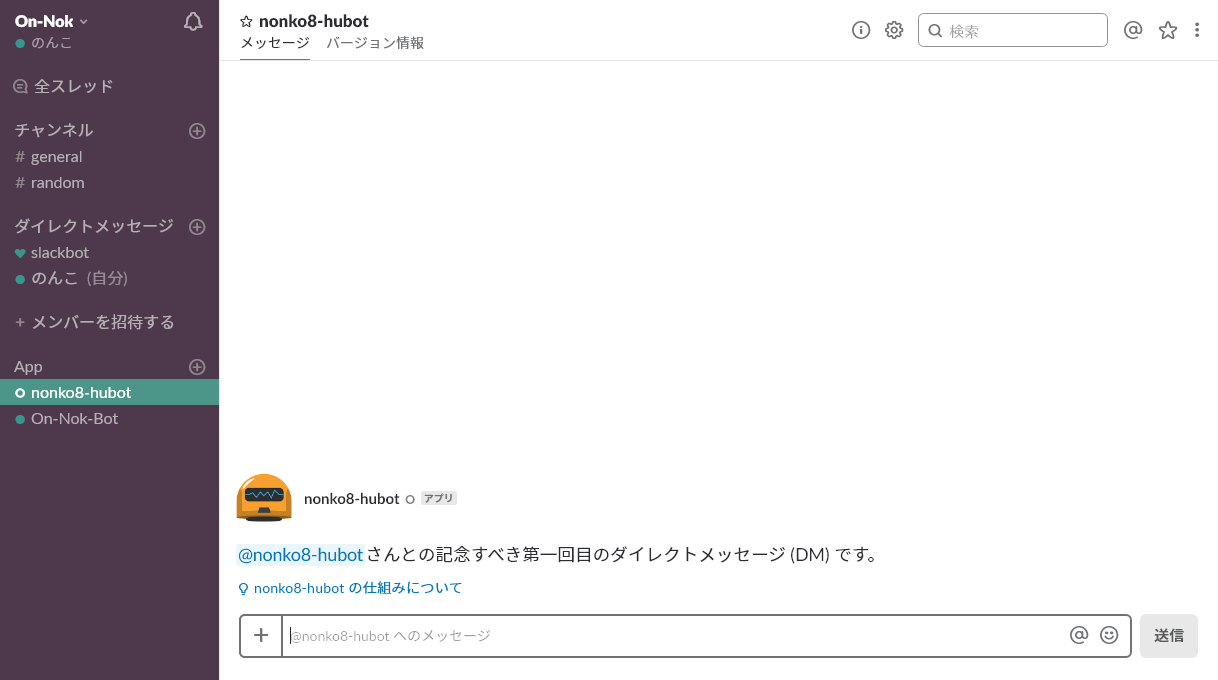 On-Nok
のんこ
全スレッド
チャンネル
# general
# random
ダイレクトメッセージ
slackbot
のんこ (自分)
+ メンバーを招待する
App
nonko8-hubot
On-Nok-Bot
nonko8-hubot
メッセージ バージョン情報
検索
nonko8-hubot アプリ
@nonko8-hubotさんとの記念すべき第一回目のダイレクトメッセージ (DM) です。
nonko8-hubot の仕組みについて
@nonko8-hubot へのメッセージ
送信